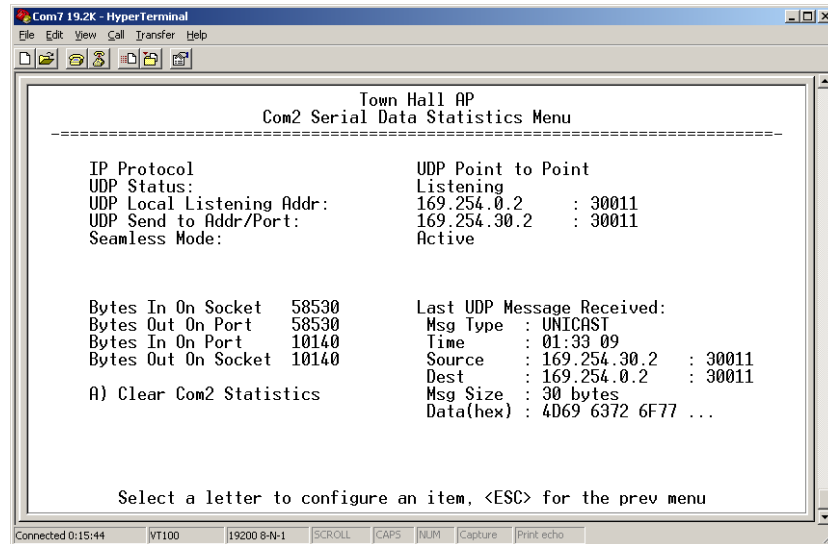 Com7 19.2K - HyperTerminal
File Edit View Call Transfer Help
Town Hall AP
Com2 Serial Data Statistics Menu
-==========================================================================-
IP Protocol UDP Point to Point
UDP Status: Listening
UDP Local Listening Addr: 169.254.0.2 : 30011
UDP Send to Addr/Port: 169.254.30.2 : 30011
Seamless Mode: Active
Bytes In On Socket 58530 Last UDP Message Received:
Bytes Out On Port 58530 Msg Type : UNICAST
Bytes In On Port 10140 Time : 01:33 09
Bytes Out On Socket 10140 Source : 169.254.30.2 : 30011
Dest : 169.254.0.2 : 30011
A) Clear Com2 Statistics Msg Size : 30 bytes
Data(hex) : 4D69 6372 6F77 ...
Select a letter to configure an item, <ESC> for the prev menu
Connected 0:15:44 VT100 19200 8-N-1 SCROLL CAPS NUM Capture Print echo